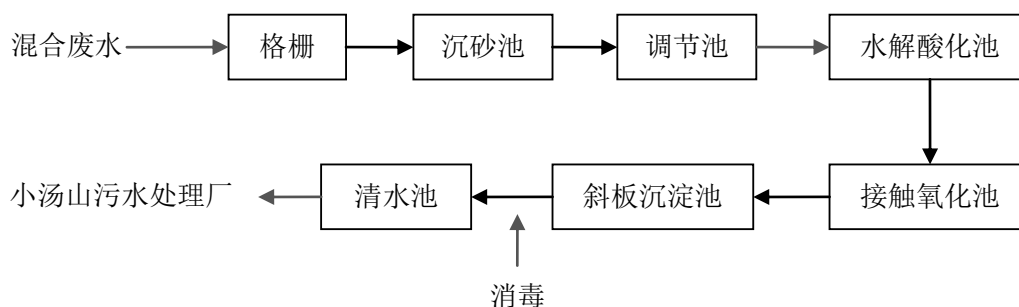 混合废水
格栅
沉砂池
调节池
水解酸化池
小汤山污水处理厂
清水池
斜板沉淀池
接触氧化池
消毒